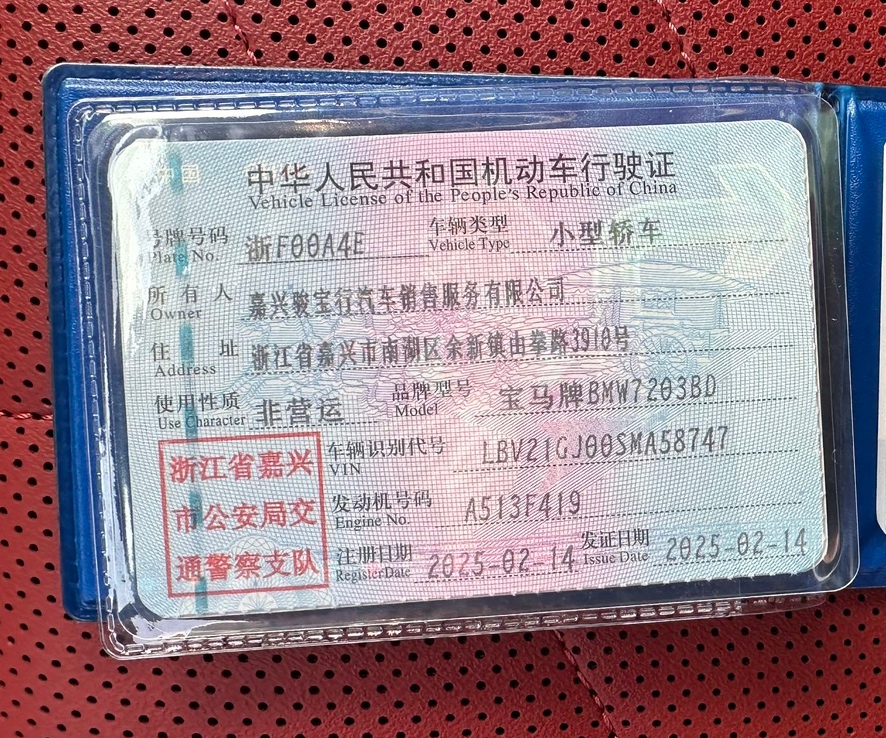 中国
中华人民共和国机动车行驶证
Vehicle License of the People's Republic of China
号牌号码 浙F00A4E 车辆类型 小型轿车
Plate No. Vehicle Type
所有人 嘉兴骏宝行汽车销售服务有限公司
Owner
住址 浙江省嘉兴市南湖区余新镇由拳路3910号
Address
使用性质 非营运 品牌型号 宝马牌BMW7203BD
Use Character Model
车辆识别代号 LBV21GJ00SMA58747
VIN
发动机号码 A513F419
Engine No.
注册日期 2025-02-14 发证日期 2025-02-14
Register Date Issue Date
浙江省嘉兴
市公安局交
通警察支队